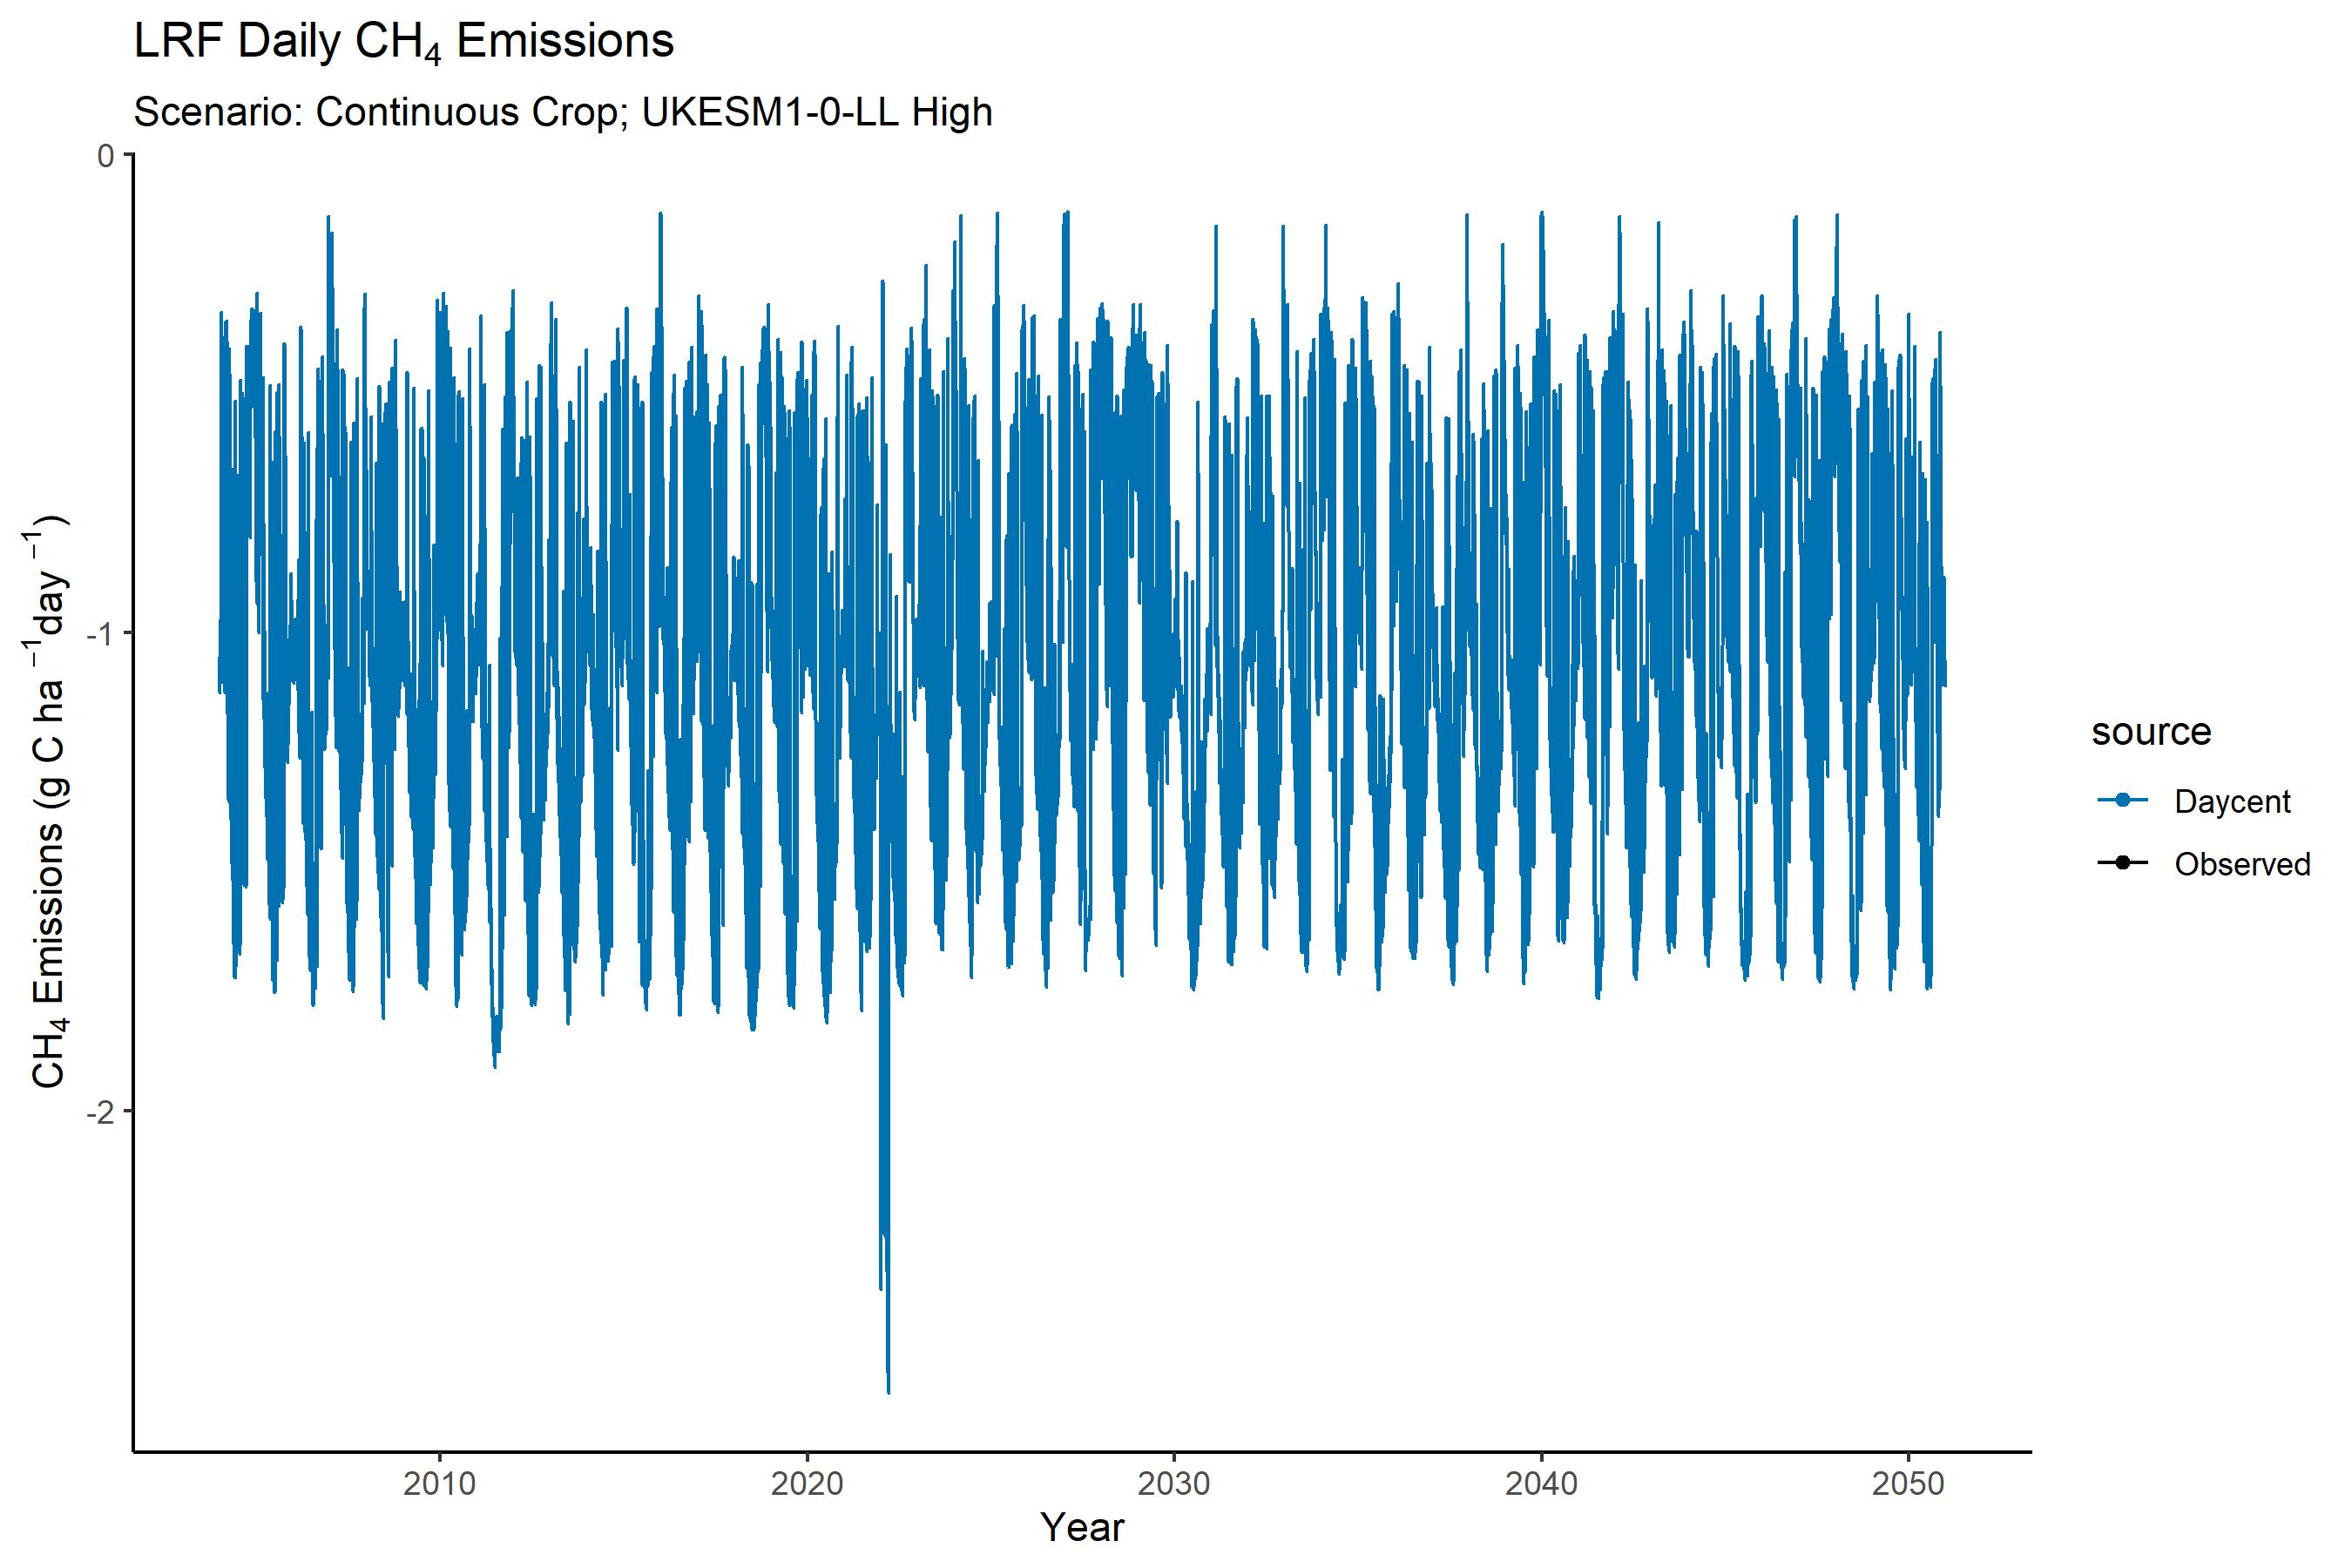 LRF Daily CH₄ Emissions
Scenario: Continuous Crop; UKESM1-0-LL High
0
-1
-2
CH₄ Emissions (g C ha ⁻¹day ⁻¹)
2010 2020 2030 2040 2050
Year
source
Daycent
Observed